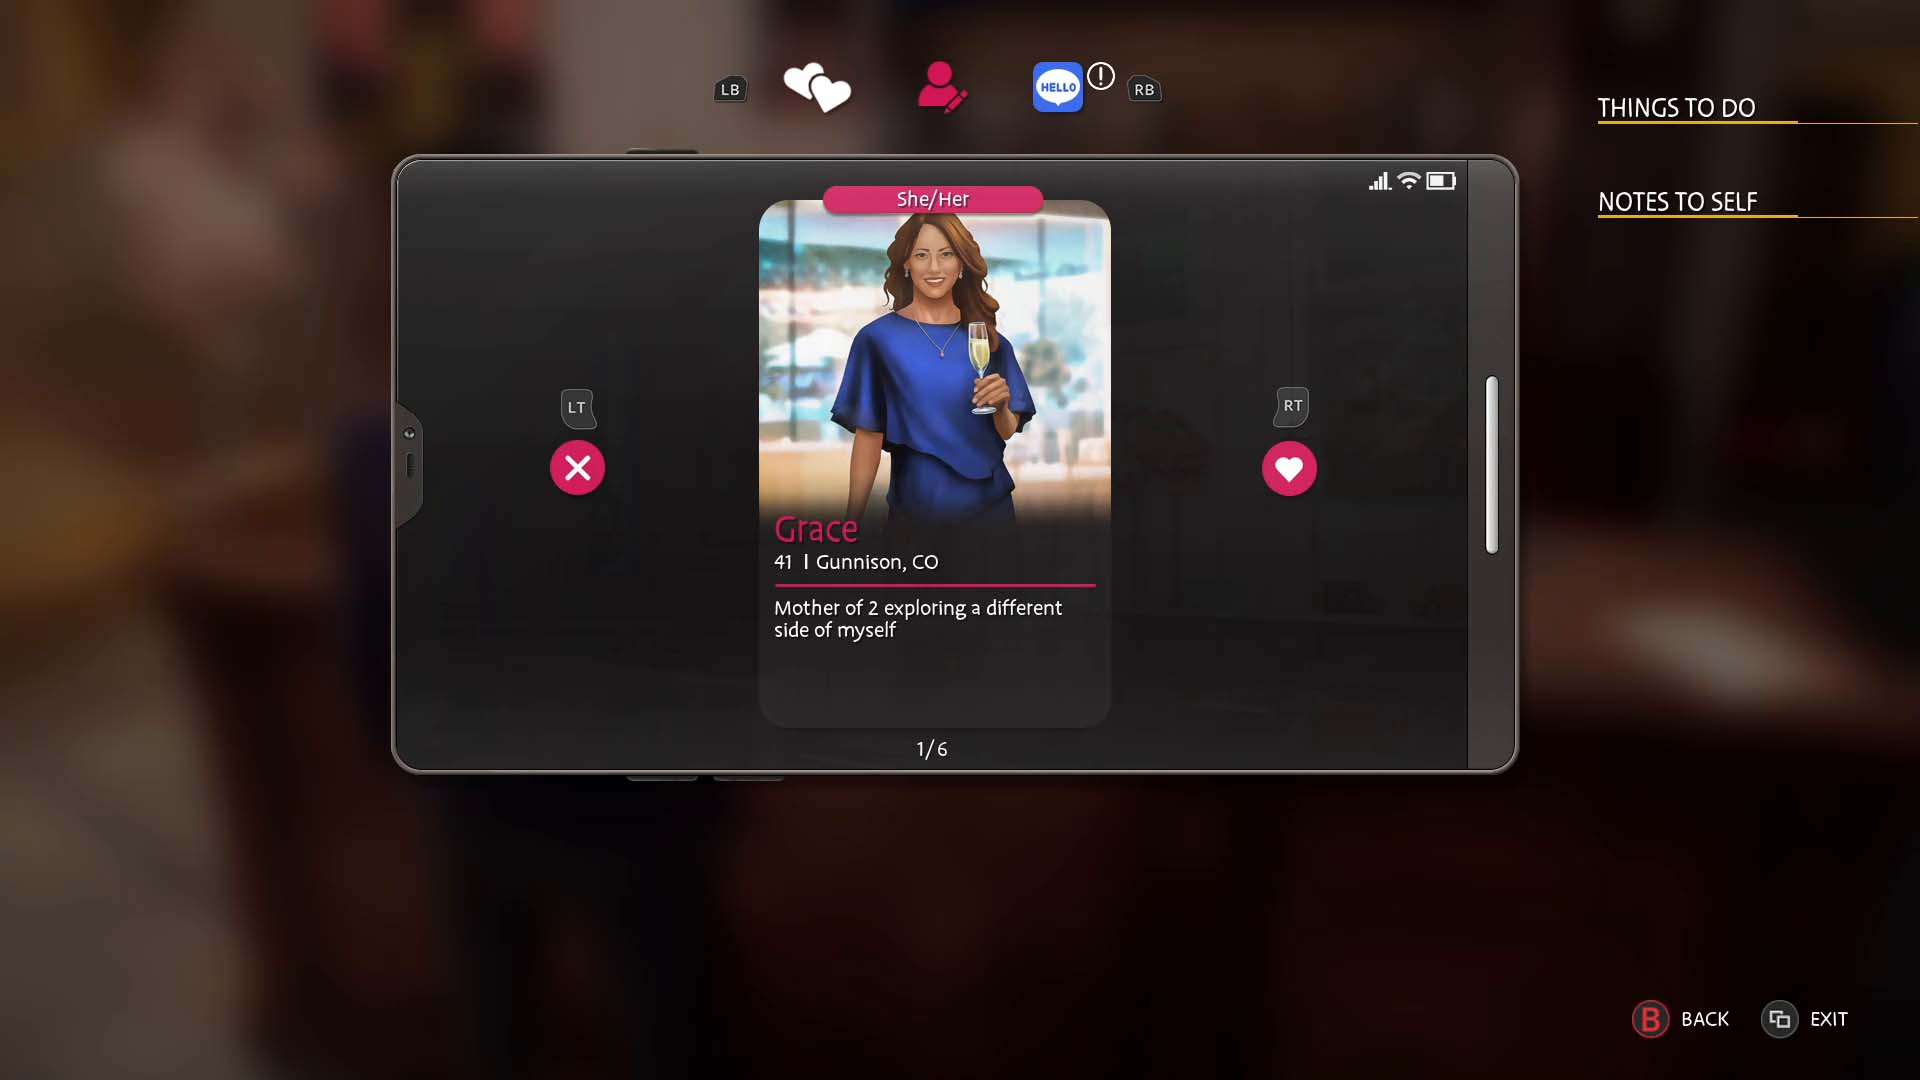 LB
HELLO
!
RB
THINGS TO DO
NOTES TO SELF
She/Her
LT
RT
Grace
41 | Gunnison, CO
Mother of 2 exploring a different
side of myself
1/6
B BACK
EXIT